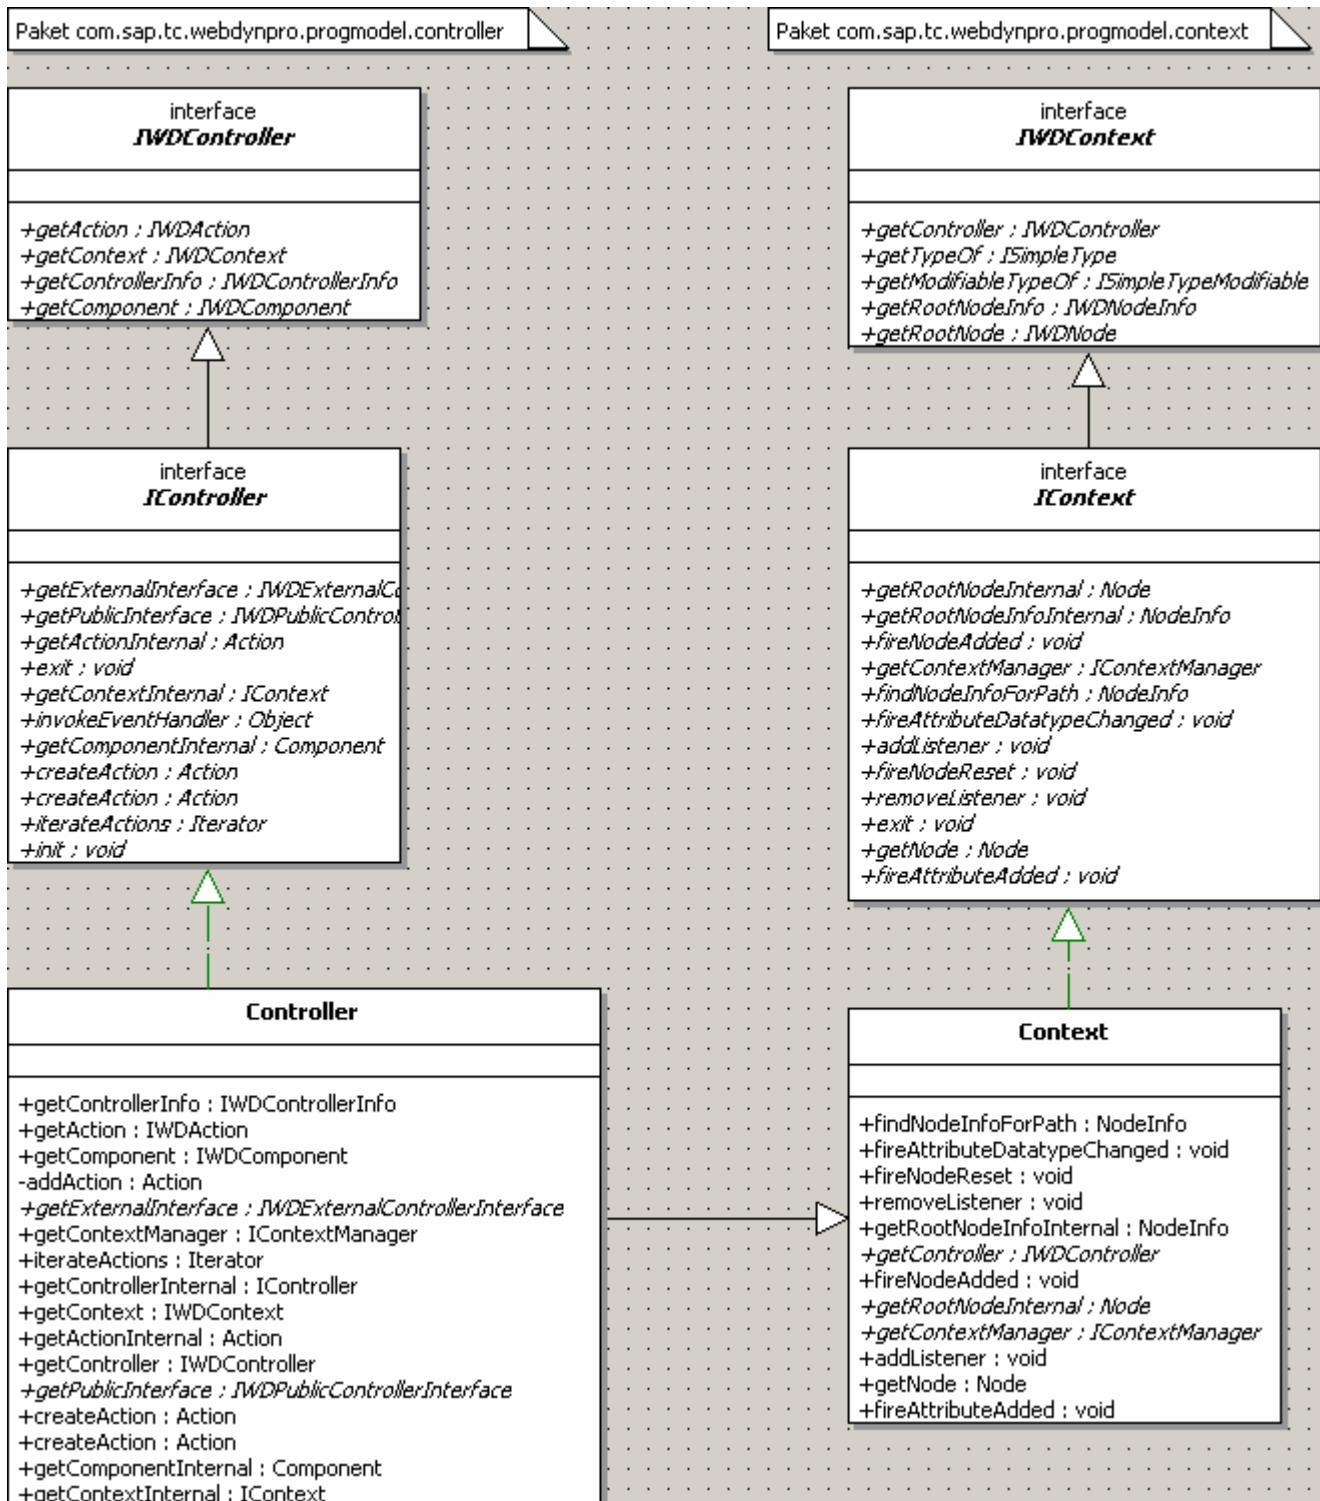 Paket com.sap.tc.webdynpro.progmodel.controller
Paket com.sap.tc.webdynpro.progmodel.context
interface
IWDController
+getAction : IWDAction
+getContext : IWDContext
+getControllerInfo : IWDControllerInfo
+getComponent : IWDComponent
interface
IWDContext
+getController : IWDController
+getTypeOf : ISimpleType
+getModifiableTypeOf : ISimpleTypeModifiable
+getRootNodeInfo : IWDNodeInfo
+getRootNode : IWDNode
interface
IController
+getExternalInterface : IWDExternalCo
+getPublicInterface : IWDPublicControl
+getActionInternal : Action
+exit : void
+getContextInternal : IContext
+invokeEventHandler : Object
+getComponentInternal : Component
+createAction : Action
+createAction : Action
+iterateActions : Iterator
+init : void
interface
IContext
+getRootNodeInternal : Node
+getRootNodeInfoInternal : NodeInfo
+fireNodeAdded : void
+getContextManager : IContextManager
+findNodeInfoForPath : NodeInfo
+fireAttributeDatatypeChanged : void
+addListener : void
+fireNodeReset : void
+removeListener : void
+exit : void
+getNode : Node
+fireAttributeAdded : void
Controller
+getControllerInfo : IWDControllerInfo
+getAction : IWDAction
+getComponent : IWDComponent
-addAction : Action
+getExternalInterface : IWDExternalControllerInterface
+getContextManager : IContextManager
+iterateActions : Iterator
+getControllerInternal : IController
+getContext : IWDContext
+getActionInternal : Action
+getController : IWDController
+getPublicInterface : IWDPublicControllerInterface
+createAction : Action
+createAction : Action
+getComponentInternal : Component
+getContextInternal : IContext
Context
+findNodeInfoForPath : NodeInfo
+fireAttributeDatatypeChanged : void
+fireNodeReset : void
+removeListener : void
+getRootNodeInfoInternal : NodeInfo
+getController : IWDController
+fireNodeAdded : void
+getRootNodeInternal : Node
+getContextManager : IContextManager
+addListener : void
+getNode : Node
+fireAttributeAdded : void